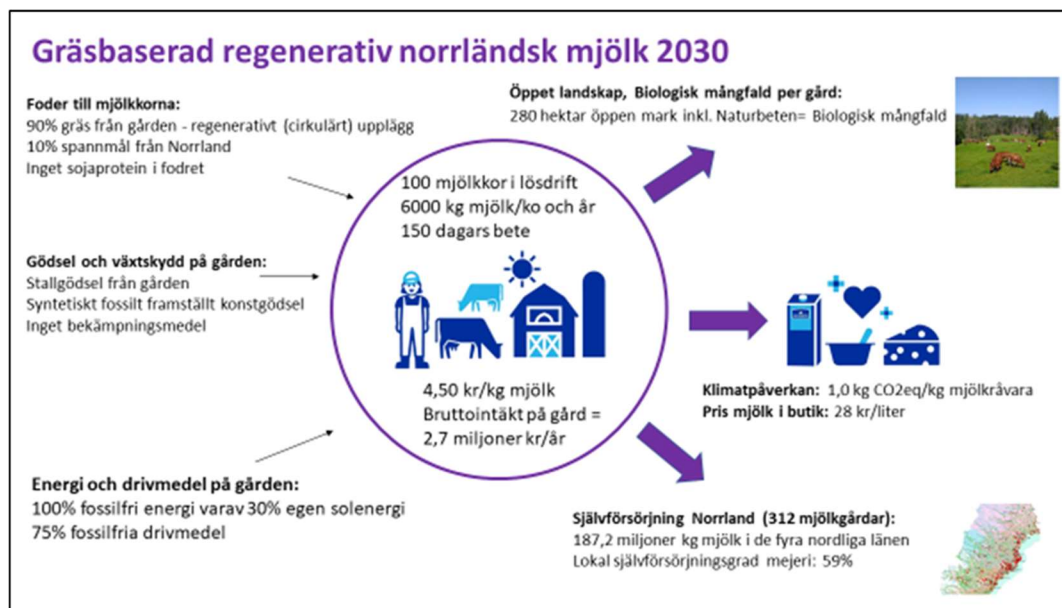 Gräsbaserad regenerativ norrländsk mjölk 2030
Foder till mjölkkorna:
90% gräs från gården - regenerativt (cirkulärt) upplägg
10% spannmål från Norrland
Inget sojaprotein i fodret
Gödsel och växtskydd på gården:
Stallgödsel från gården
Syntetiskt fossilt framställt konstgödsel
Inget bekämpningsmedel
Energi och drivmedel på gården:
100% fossilfri energi varav 30% egen solenergi
75% fossilfria drivmedel
100 mjölkkor i lösdrift
6000 kg mjölk/ko och år
150 dagars bete
4,50 kr/kg mjölk
Bruttointäkt på gård =
2,7 miljoner kr/år
Öppet landskap, Biologisk mångfald per gård:
280 hektar öppen mark inkl. Naturbeten= Biologisk mångfald
Klimatpåverkan: 1,0 kg CO2eq/kg mjölkråvara
Pris mjölk i butik: 28 kr/liter
Självförsörjning Norrland (312 mjölkgårdar):
187,2 miljoner kg mjölk i de fyra nordliga länen
Lokal självförsörjningsgrad mejeri: 59%